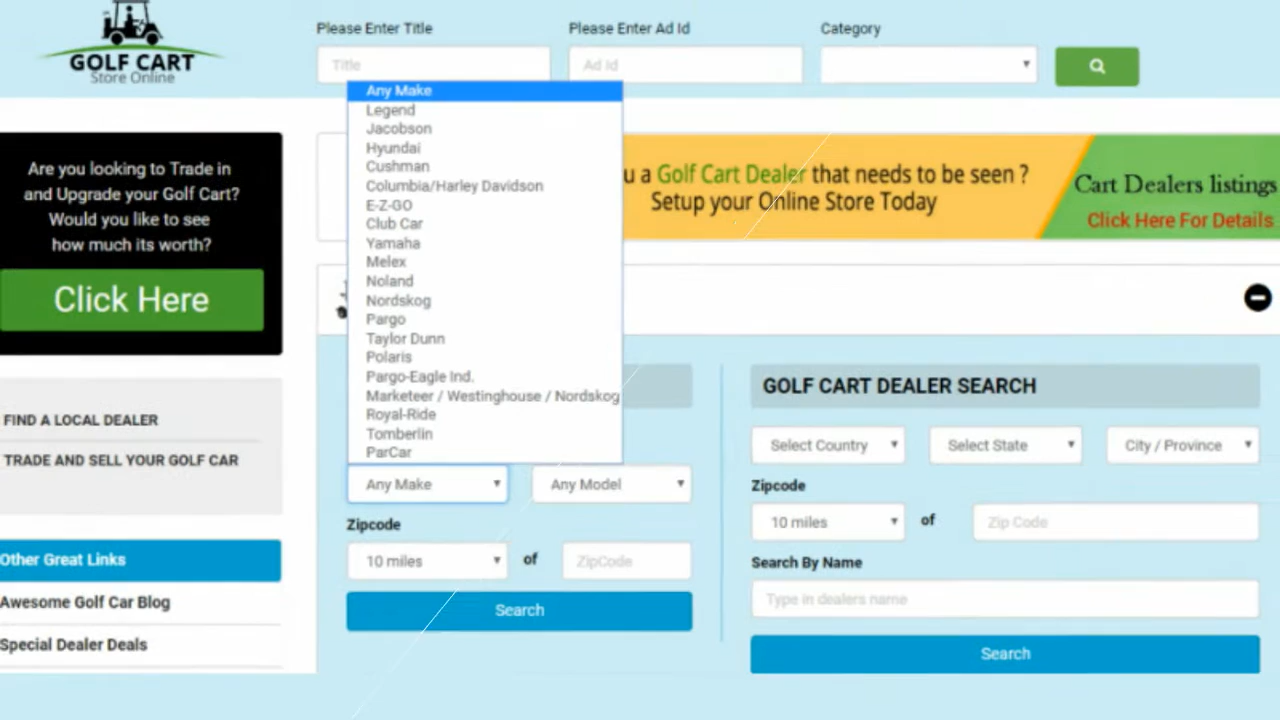 GOLF CART
Store Online
Please Enter Title
Please Enter Ad Id
Category
Title
Ad Id
Any Make
Legend
Jacobson
Hyundai
Cushman
Columbia/Harley Davidson
E-Z-GO
Club Car
Yamaha
Melex
Noland
Nordskog
Pargo
Taylor Dunn
Polaris
Pargo-Eagle Ind.
Marketeer / Westinghouse / Nordskog
Royal-Ride
Tomberlin
ParCar
Are you looking to Trade in
and Upgrade your Golf Cart?
Would you like to see
how much its worth?
Click Here
u a Golf Cart Dealer that needs to be seen ?
Setup your Online Store Today
Cart Dealers listings
Click Here For Details
FIND A LOCAL DEALER
TRADE AND SELL YOUR GOLF CAR
Other Great Links
Awesome Golf Car Blog
Special Dealer Deals
Any Make
Any Model
Zipcode
10 miles
of
ZipCode
Search
GOLF CART DEALER SEARCH
Select Country
Select State
City / Province
Zipcode
10 miles
of
Zip Code
Search By Name
Type in dealers name
Search